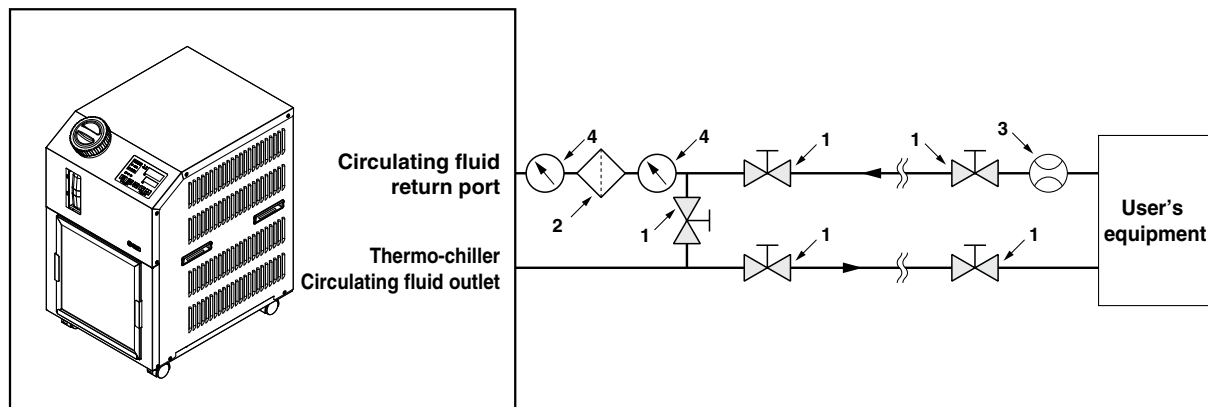 4
4
1
1
3
Circulating fluid
return port
User's
equipment
2
1
1
1
Thermo-chiller
Circulating fluid outlet